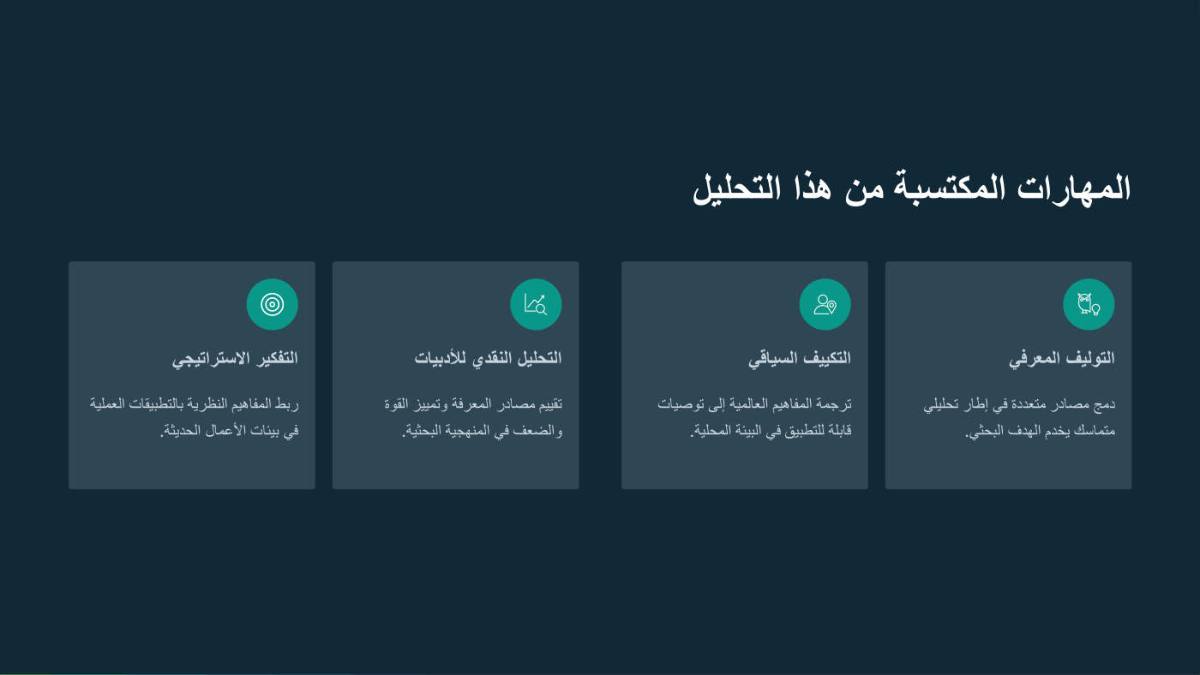 المهارات المكتسبة من هذا التحليل
التوليف المعرفي
دمج مصادر متعددة في إطار تحليلي
متماسك يخدم الهدف البحثي.
التكييف السياقي
ترجمة المفاهيم العالمية إلى توصيات
قابلة للتطبيق في البيئة المحلية.
التحليل النقدي للأدبيات
تقييم مصادر المعرفة وتمييز القوة
والضعف في المنهجية البحثية.
التفكير الاستراتيجي
ربط المفاهيم النظرية بالتطبيقات العملية
في بيئات الأعمال الحديثة.